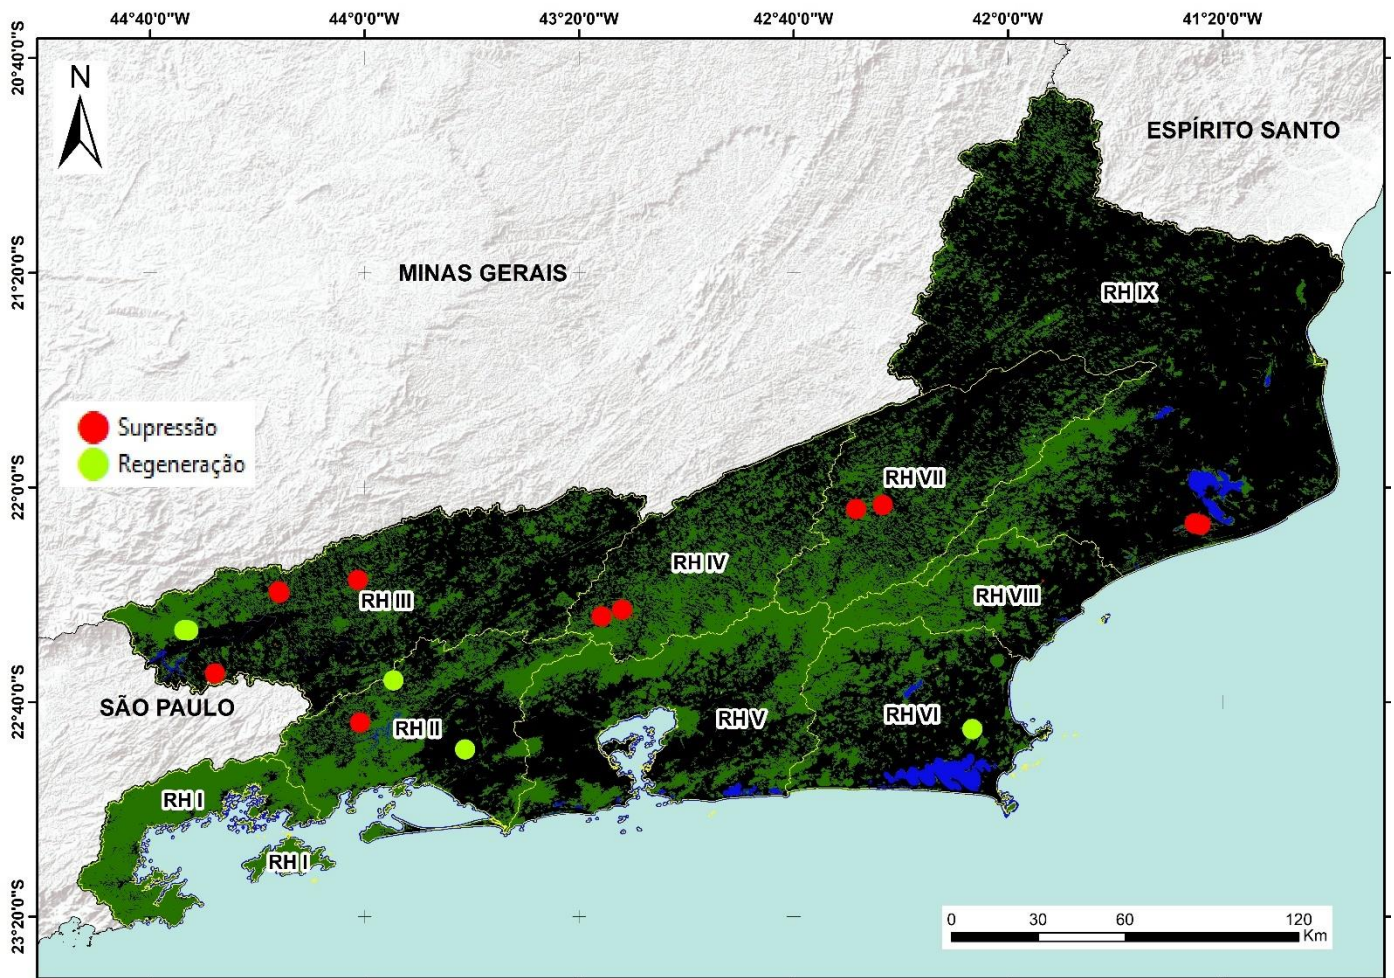 44°40'0"W 44°0'0"W 43°20'0"W 42°40'0"W 42°0'0"W 41°20'0"W
20°40'0"S
N
ESPÍRITO SANTO
21°20'0"S
MINAS GERAIS
RH IX
Supressão
Regeneração
RH VII
22°0'0"S
RH IV
RH III
RH VIII
22°40'0"S
SÃO PAULO
RH II
RH V
RH VI
RH I
RH I
23°20'0"S
0 30 60 120
Km